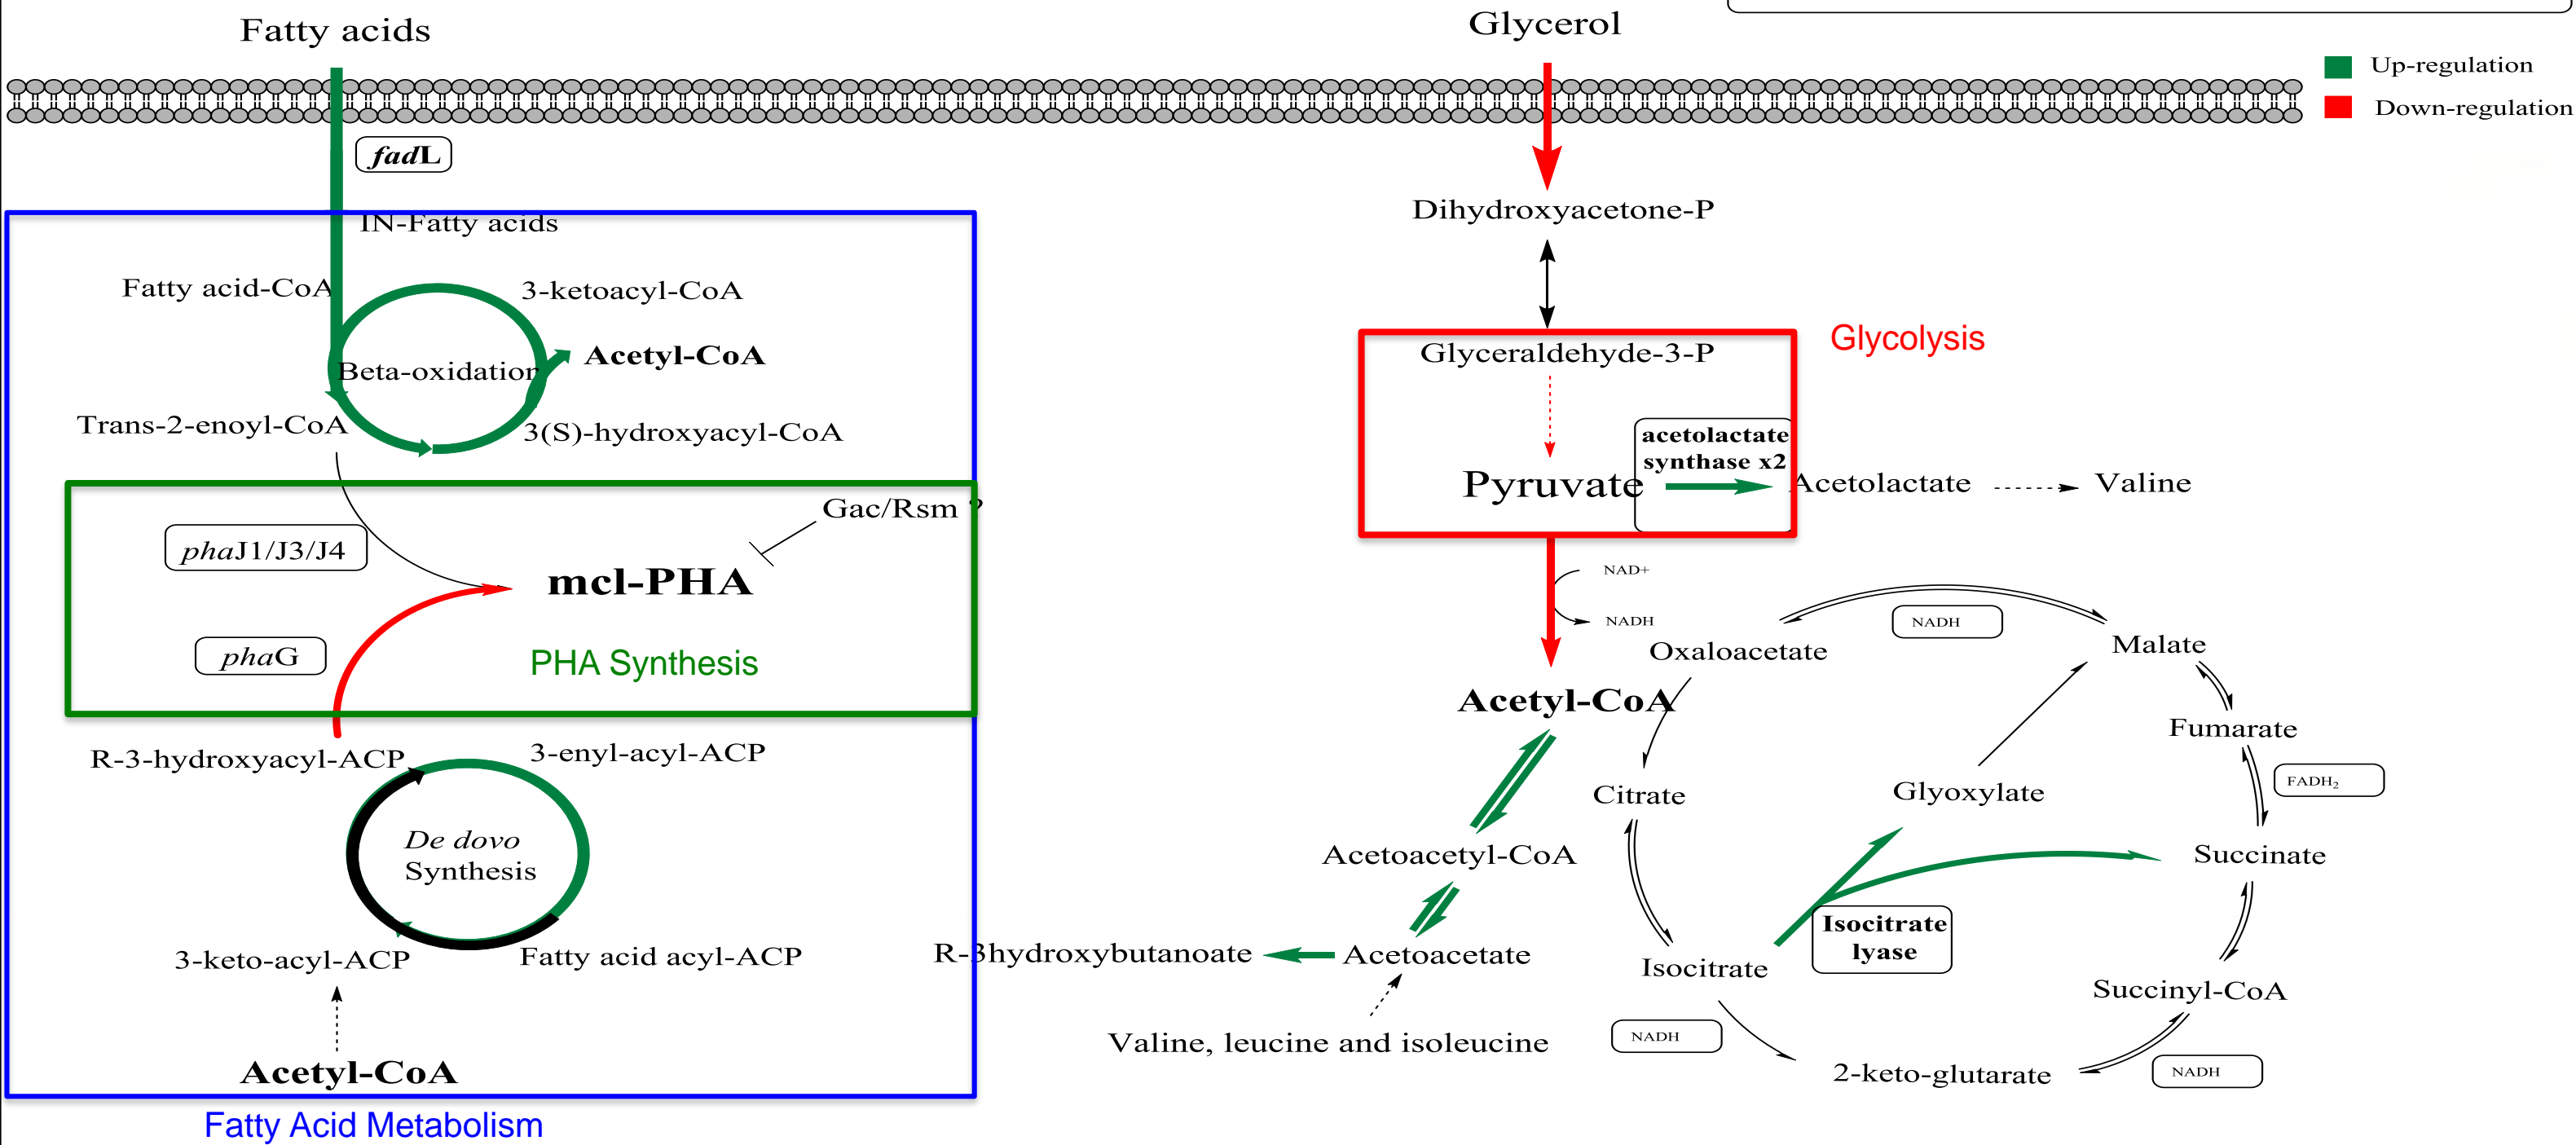 Fatty acids
Glycerol
Up-regulation
Down-regulation
fadL
IN-Fatty acids
Dihydroxyacetone-P
Fatty acid-CoA
3-ketoacyl-CoA
Beta-oxidation
Acetyl-CoA
Trans-2-enoyl-CoA
3(S)-hydroxyacyl-CoA
Glycolysis
Glyceraldehyde-3-P
Pyruvate
acetolactate
synthase x2
Acetolactate
Valine
Gac/Rsm ?
phaJ1/J3/J4
mcl-PHA
phaG
PHA Synthesis
NAD+
NADH
R-3-hydroxyacyl-ACP
3-enyl-acyl-ACP
De dovo
Synthesis
3-keto-acyl-ACP
Fatty acid acyl-ACP
Acetyl-CoA
Fatty Acid Metabolism
Acetyl-CoA
Acetoacetyl-CoA
R-3hydroxybutanoate
Acetoacetate
Valine, leucine and isoleucine
Oxaloacetate
NADH
Malate
Fumarate
FADH₂
Citrate
Glyoxylate
Succinate
Isocitrate
lyase
Isocitrate
Succinyl-CoA
NADH
2-keto-glutarate
NADH